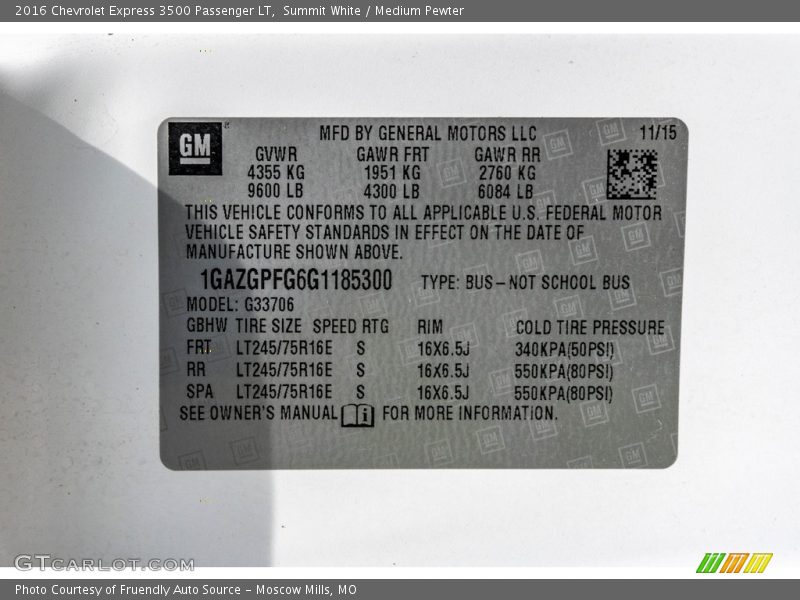 2016 Chevrolet Express 3500 Passenger LT,  Summit White / Medium Pewter
GM
MFD BY GENERAL MOTORS LLC 11/15
GVWR GAWR FRT GAWR RR
4355 KG 1951 KG 2760 KG
9600 LB 4300 LB 6084 LB
THIS VEHICLE CONFORMS TO ALL APPLICABLE U.S. FEDERAL MOTOR
VEHICLE SAFETY STANDARDS IN EFFECT ON THE DATE OF
MANUFACTURE SHOWN ABOVE.
1GAZGPFG6G1185300 TYPE: BUS – NOT SCHOOL BUS
MODEL: G33706
GBHW TIRE SIZE SPEED RTG RIM COLD TIRE PRESSURE
FRT LT245/75R16E S 16X6.5J 340KPA(50PSI)
RR LT245/75R16E S 16X6.5J 550KPA(80PSI)
SPA LT245/75R16E S 16X6.5J 550KPA(80PSI)
SEE OWNER'S MANUAL FOR MORE INFORMATION.
GTCARLOT.COM
Photo Courtesy of Fruendly Auto Source – Moscow Mills, MO